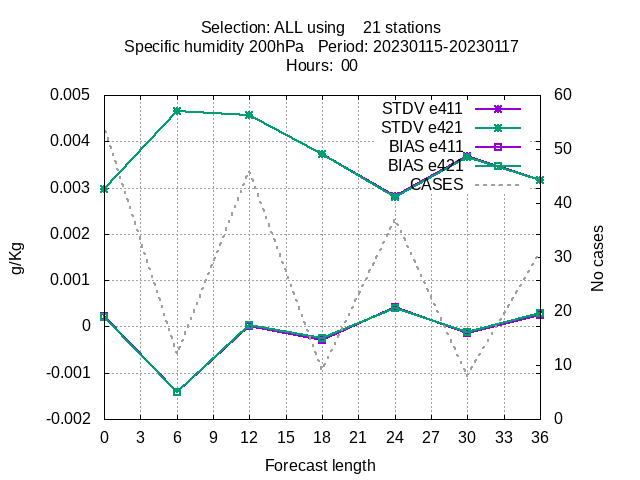 Selection: ALL using    21 stations
Specific humidity 200hPa   Period: 20230115-20230117
Hours:  00
0.005
0.004
0.003
0.002
0.001
0
-0.001
-0.002
g/Kg
STDV e411
STDV e421
BIAS e411
BIAS e421
CASES
60
50
40
30
20
10
0
No cases
0 3 6 9 12 15 18 21 24 27 30 33 36
Forecast length